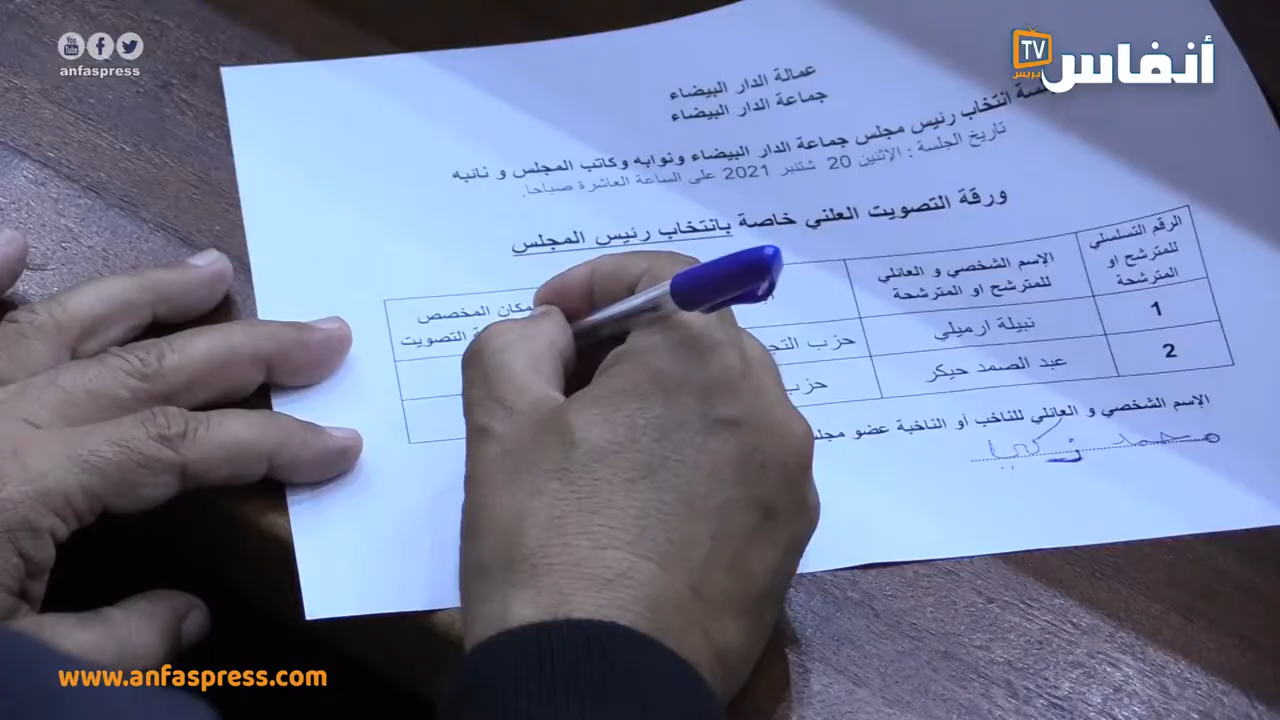 You Tube
anfaspress
أنفاس
TV
بريس
عمالة الدار البيضاء
جماعة الدار البيضاء
انتخاب رئيس مجلس جماعة الدار البيضاء ونوابه وكاتب المجلس و نائبه
تاريخ الجلسة : الإثنين 20 شتنبر 2021 على الساعة العاشرة صباحا.
ورقة التصويت العلني خاصة بانتخاب رئيس المجلس
الرقم التسلسلي للمترشح او المترشحة
الإسم الشخصي و العائلي للمترشح او المترشحة
المكان المخصص
التصويت
1 نبيلة ارميلي حزب
2 عبد الصمد حيكر حزب
الإسم الشخصي و العائلي للناخب أو الناخبة عضو
محمد
www.anfaspress.com